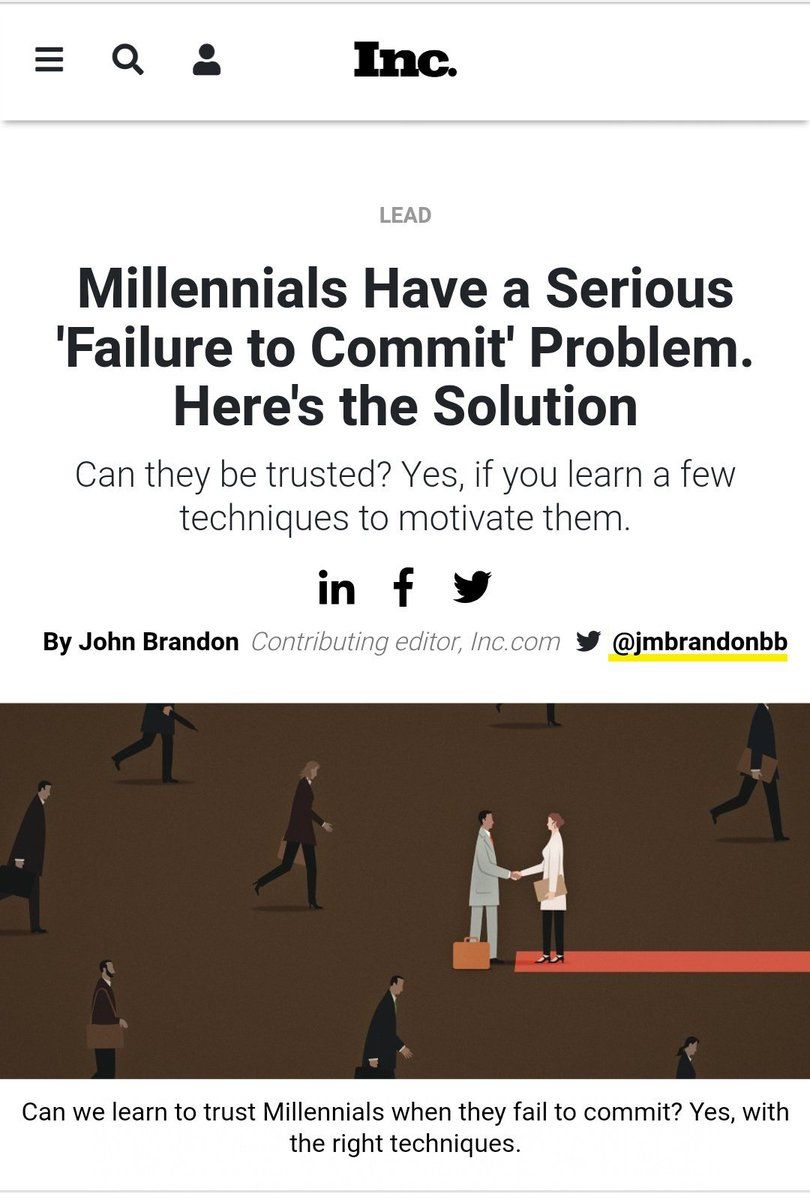 Inc.
LEAD
Millennials Have a Serious
'Failure to Commit' Problem.
Here's the Solution
Can they be trusted? Yes, if you learn a few
techniques to motivate them.
in f
By John Brandon Contributing editor, Inc.com @jmbrandonbb
Can we learn to trust Millennials when they fail to commit? Yes, with
the right techniques.